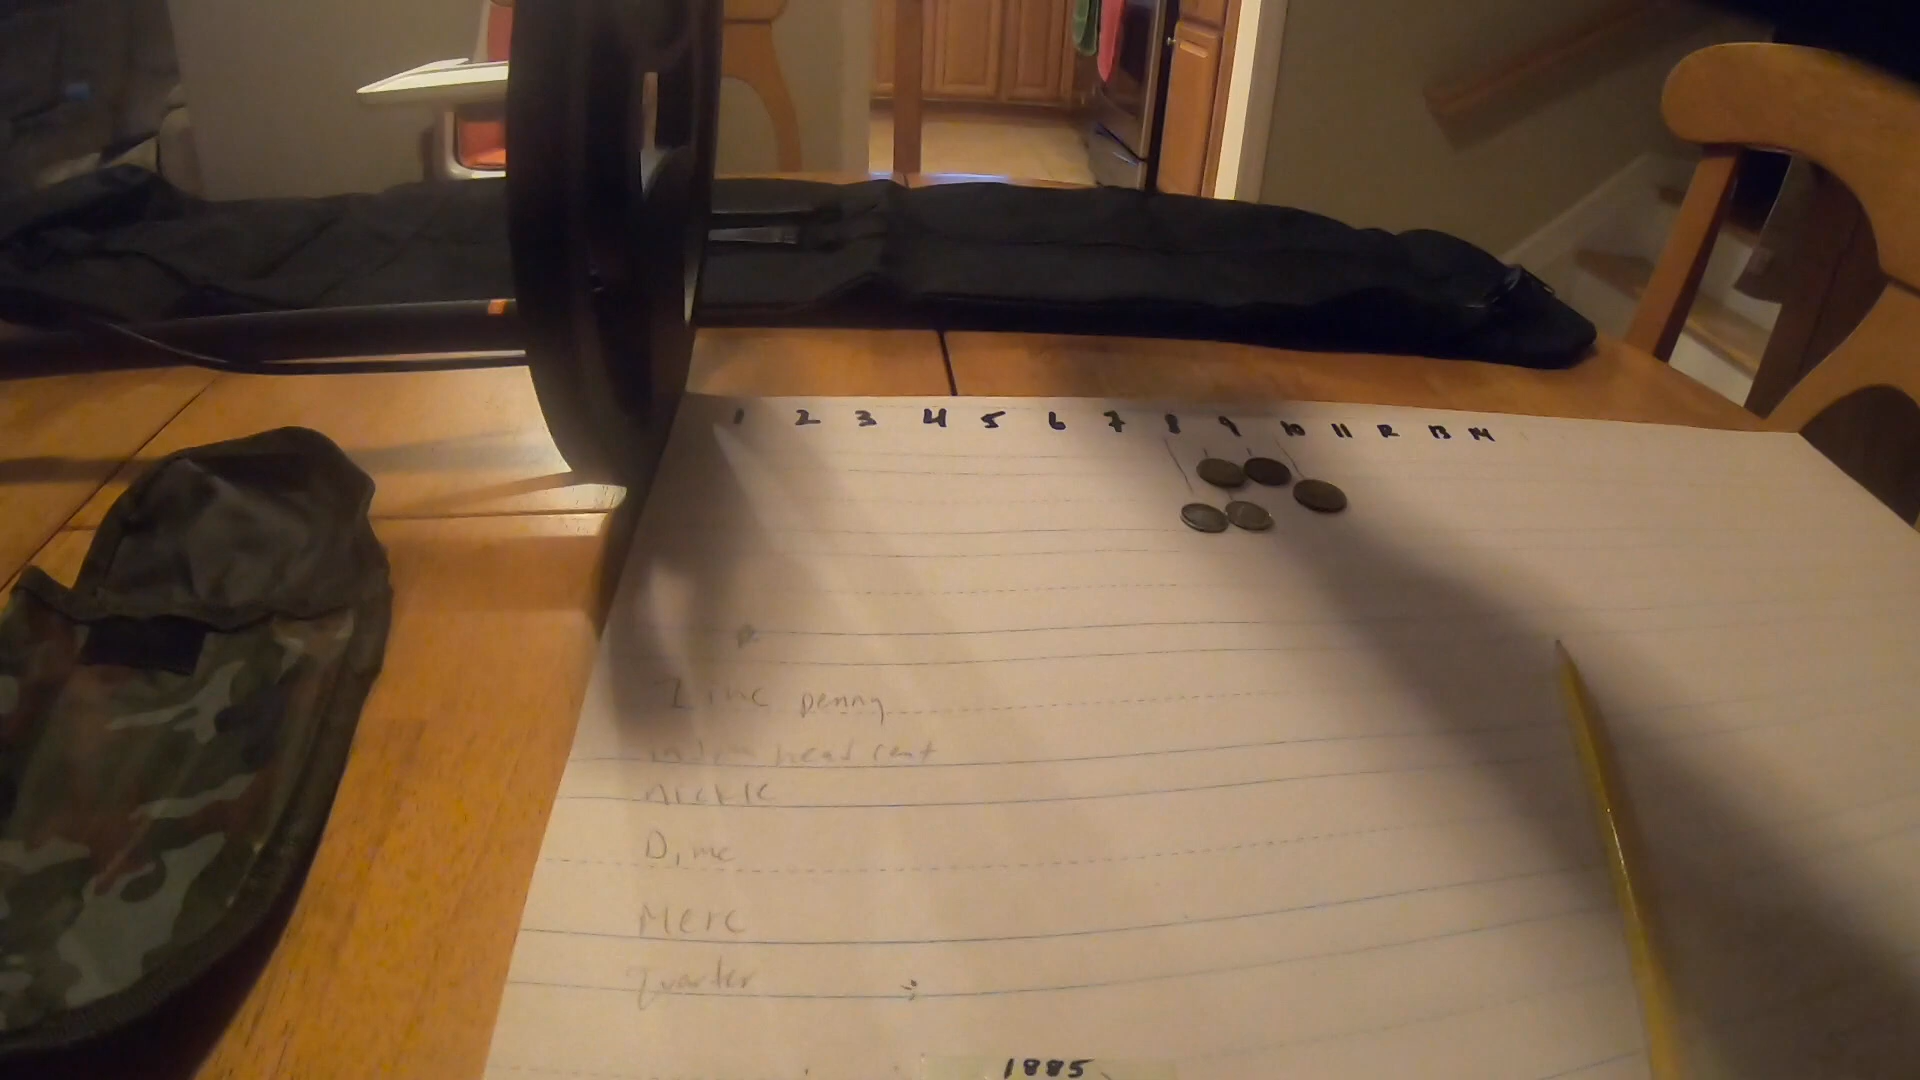 1 2 3 4 5 6 7 8 9 10 11 12 13 14
Zinc penny
indian head cent
nickle
Dime
Merc
quarter
1885